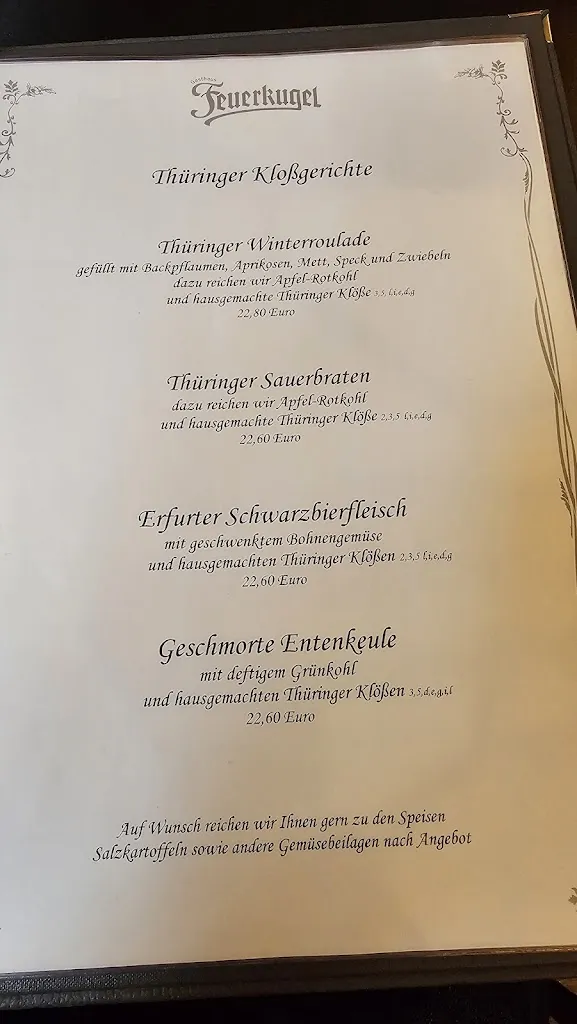 Gasthaus
Feuerkugel
Thüringer Kloßgerichte
Thüringer Winterroulade
gefüllt mit Backpflaumen, Aprikosen, Mett, Speck und Zwiebeln
dazu reichen wir Apfel-Rotkohl
und hausgemachte Thüringer Klöße 3,5, l,i,e,d,g
22,80 Euro
Thüringer Sauerbraten
dazu reichen wir Apfel-Rotkohl
und hausgemachte Thüringer Klöße 2,3,5 l,i,e,d,g
22,60 Euro
Erfurter Schwarzbierfleisch
mit geschwenktem Bohnengemüse
und hausgemachten Thüringer Klößen 2,3,5 l,i,e,d,g
22,60 Euro
Geschmorte Entenkeule
mit deftigem Grünkohl
und hausgemachten Thüringer Klößen 3,5,d,e,g,i,l
22,60 Euro
Auf Wunsch reichen wir Ihnen gern zu den Speisen
Salzkartoffeln sowie andere Gemüsebeilagen nach Angebot